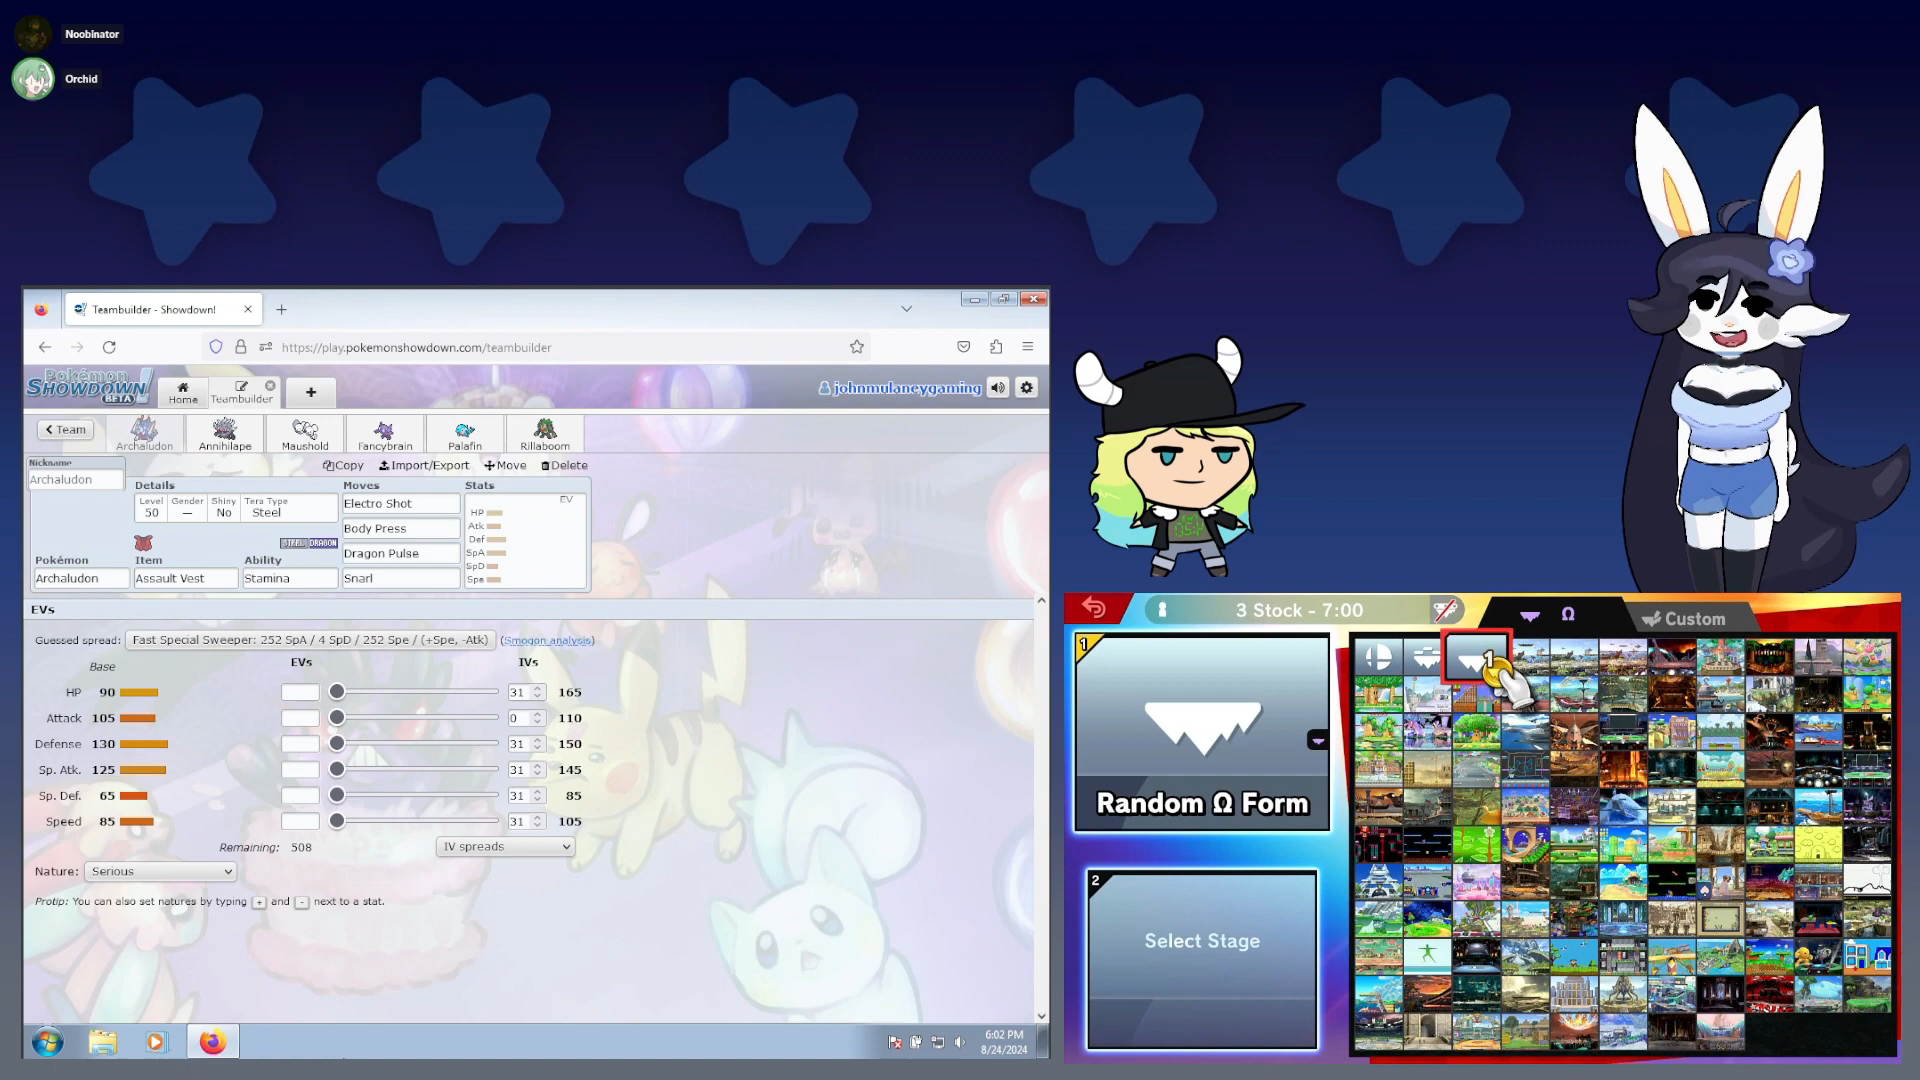 Noobinator
Orchid
Teambuilder - Showdown!
https://play.pokemonshowdown.com/teambuilder
Pokémon
SHOWDOWN!
BETA
Home
Teambuilder
johnmulaneygaming
Team
Archaludon
Annihilape
Maushold
Fancybrain
Palafin
Rillaboom
Nickname
Archaludon
Copy
Import/Export
Move
Delete
Details
Moves
Stats
Level
Gender
Shiny
Tera Type
50
—
No
Steel
Electro Shot
Body Press
Dragon Pulse
Snarl
EV
HP
Atk
Def
SpA
SpD
Spe
STEEL DRAGON
Pokémon
Item
Ability
Archaludon
Assault Vest
Stamina
EVs
Guessed spread: Fast Special Sweeper: 252 SpA / 4 SpD / 252 Spe / (+Spe, -Atk) (Smogon analysis)
Base EVs IVs
HP 90 31 165
Attack 105 0 110
Defense 130 31 150
Sp. Atk. 125 31 145
Sp. Def. 65 31 85
Speed 85 31 105
Remaining: 508
IV spreads
Nature: Serious
Protip: You can also set natures by typing + and - next to a stat.
6:02 PM
8/24/2024
3 Stock - 7:00
Ω
Custom
1
1
Random Ω Form
2
Select Stage